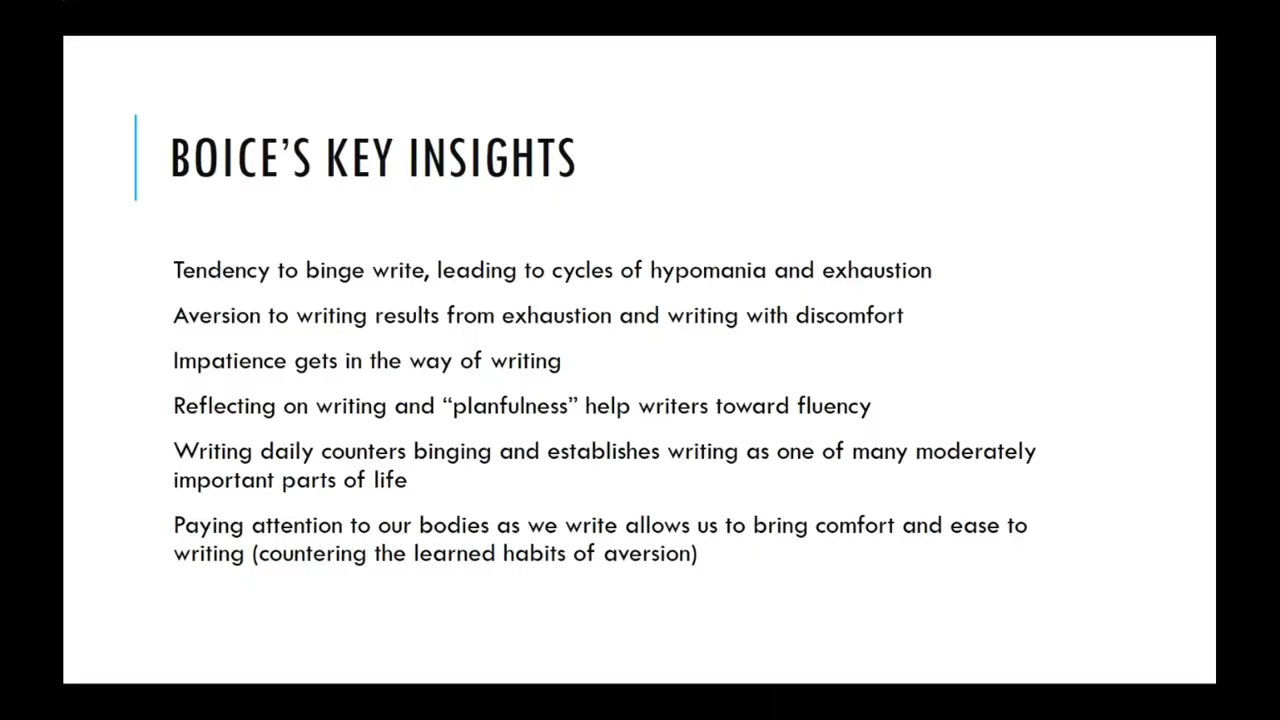 BOICE'S KEY INSIGHTS
Tendency to binge write, leading to cycles of hypomania and exhaustion
Aversion to writing results from exhaustion and writing with discomfort
Impatience gets in the way of writing
Reflecting on writing and “planfulness” help writers toward fluency
Writing daily counters binging and establishes writing as one of many moderately
important parts of life
Paying attention to our bodies as we write allows us to bring comfort and ease to
writing (countering the learned habits of aversion)